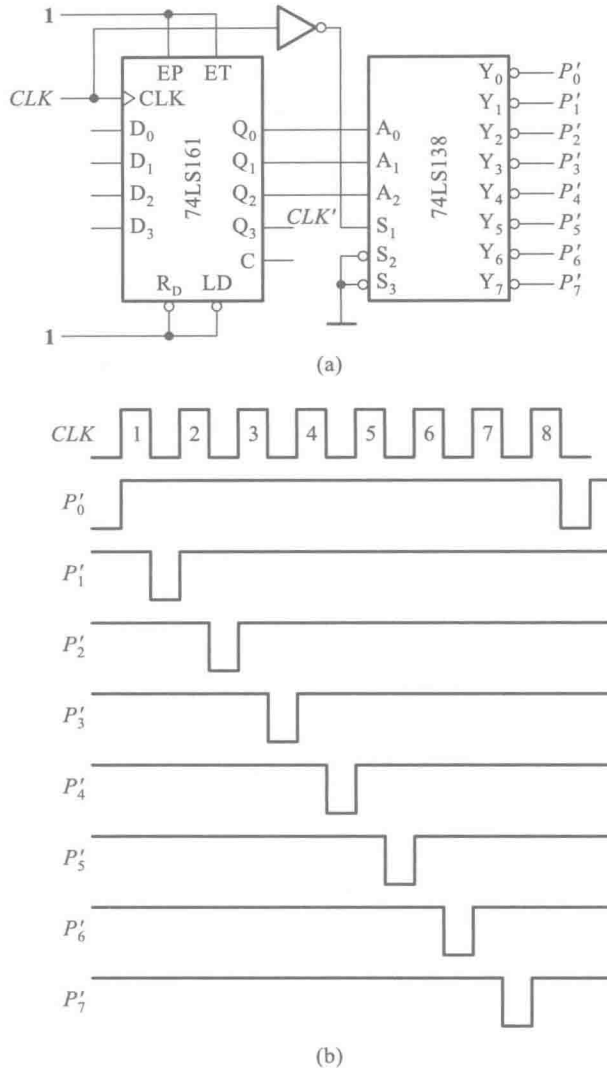 1
EP ET
CLK
CLK
D₀
D₁
D₂
D₃
74LS161
Q₀
Q₁
Q₂
Q₃
C
R_D LD
1
CLK'
A₀
A₁
A₂
S₁
S₂
S₃
74LS138
Y₀ P'₀
Y₁ P'₁
Y₂ P'₂
Y₃ P'₃
Y₄ P'₄
Y₅ P'₅
Y₆ P'₆
Y₇ P'₇
(a)
CLK 1 2 3 4 5 6 7 8
P'₀
P'₁
P'₂
P'₃
P'₄
P'₅
P'₆
P'₇
(b)